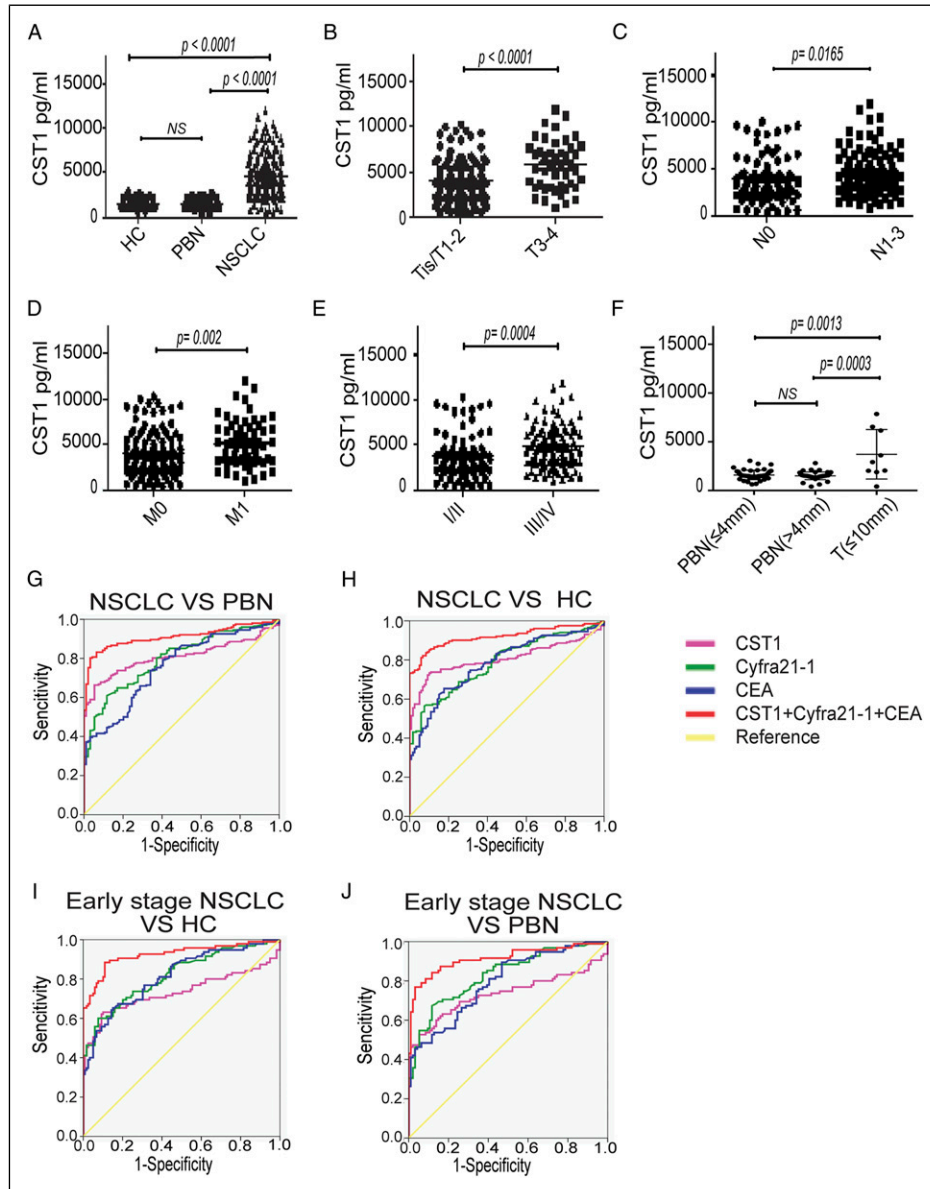 A
p < 0.0001
p < 0.0001
NS
CST1 pg/ml
15000
10000
5000
0
HC
PBN
NSCLC
B
p < 0.0001
CST1 pg/ml
15000
10000
5000
0
Tis/T1-2
T3-4
C
p= 0.0165
CST1 pg/ml
15000
10000
5000
0
N0
N1-3
D
p= 0.002
CST1 pg/ml
15000
10000
5000
0
M0
M1
E
p= 0.0004
CST1 pg/ml
15000
10000
5000
0
I/II
III/IV
F
p= 0.0013
p= 0.0003
NS
CST1 pg/ml
15000
10000
5000
0
PBN(≤4mm)
PBN(>4mm)
T(≤10mm)
G
NSCLC VS PBN
Sencitivity
1.0
0.8
0.6
0.4
0.2
0.0
0.0 0.2 0.4 0.6 0.8 1.0
1-Specificity
H
NSCLC VS HC
Sencitivity
1.0
0.8
0.6
0.4
0.2
0.0
0.0 0.2 0.4 0.6 0.8 1.0
1-Specificity
CST1
Cyfra21-1
CEA
CST1+Cyfra21-1+CEA
Reference
I
Early stage NSCLC
VS HC
Sencitivity
1.0
0.8
0.6
0.4
0.2
0.0
0.0 0.2 0.4 0.6 0.8 1.0
1-Specificity
J
Early stage NSCLC
VS PBN
Sencitivity
1.0
0.8
0.6
0.4
0.2
0.0
0.0 0.2 0.4 0.6 0.8 1.0
1-Specificity